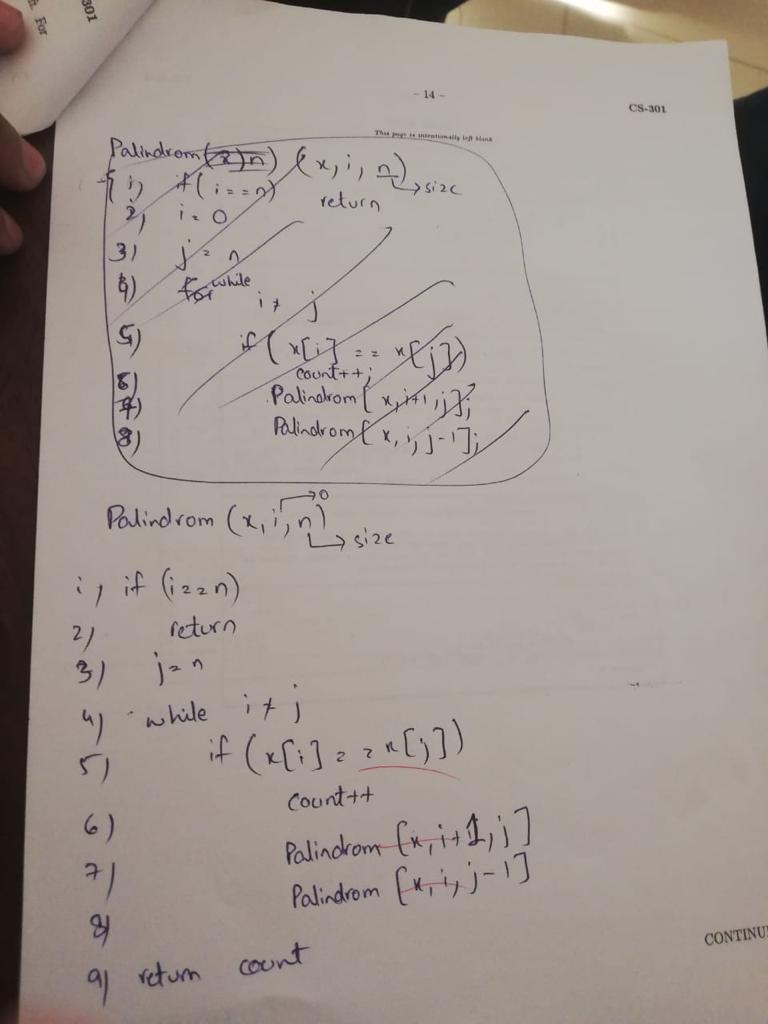 301
ft. For
- 14 -
CS-301
This page is intentionally left blank
Palindrom (x) n) (x, i, n)
size
1) if (i == n)
return
2) i = 0
3) j = n
4) for while
i ≠ j
5) if (x[i] == x[j])
6) count++;
7) Palindrom[x, i+1, j];
8) Palindrom[x, i, j-1];
Palindrom (x, i, n)
0
size
1) if (i == n)
2) return
3) j = n
4) while i ≠ j
5) if (x[i] == x[j])
count++
6) Palindrom [x, i+1, j]
7) Palindrom [x, i, j-1]
8)
9) return count